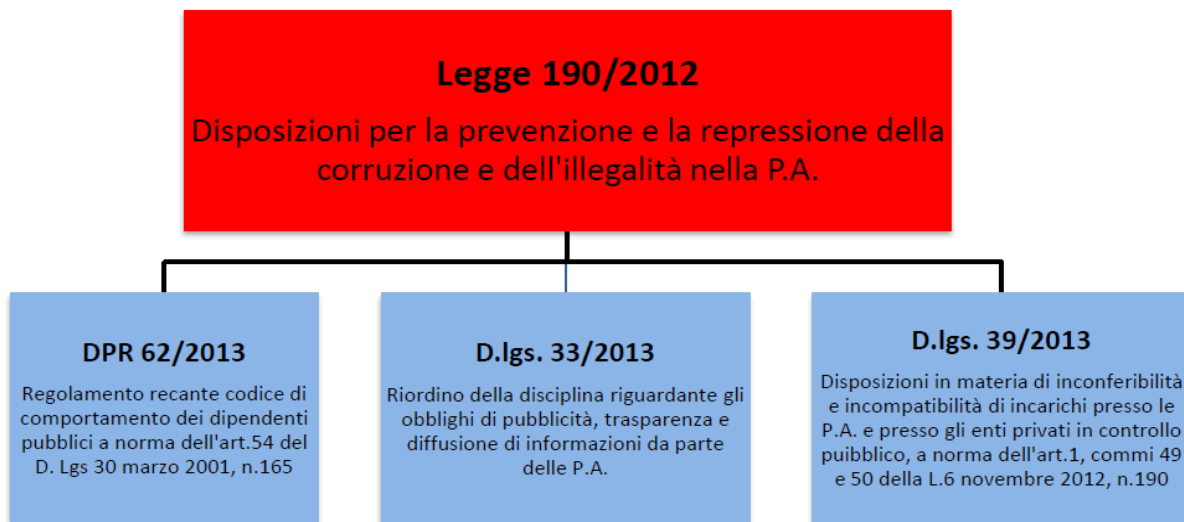 Legge 190/2012
Disposizioni per la prevenzione e la repressione della
corruzione e dell'illegalità nella P.A.
DPR 62/2013
Regolamento recante codice di
comportamento dei dipendenti
pubblici a norma dell'art.54 del
D. Lgs 30 marzo 2001, n.165
D.lgs. 33/2013
Riordino della disciplina riguardante gli
obblighi di pubblicità, trasparenza e
diffusione di informazioni da parte
delle P.A.
D.lgs. 39/2013
Disposizioni in materia di inconferibilità
e incompatibilità di incarichi presso le
P.A. e presso gli enti privati in controllo
puibblico, a norma dell'art.1, commi 49
e 50 della L.6 novembre 2012, n.190